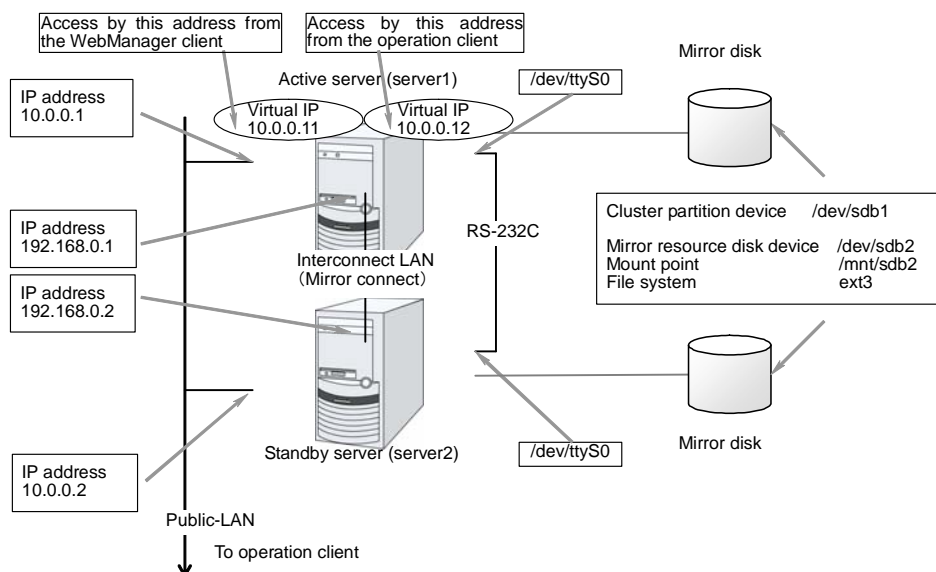 Access by this address from
the WebManager client
Access by this address
from the operation client
Mirror disk
Active server (server1)
/dev/ttyS0
IP address
10.0.0.1
Virtual IP
10.0.0.11
Virtual IP
10.0.0.12
Cluster partition device /dev/sdb1
Mirror resource disk device /dev/sdb2
Mount point /mnt/sdb2
File system ext3
IP address
192.168.0.1
RS-232C
Interconnect LAN
(Mirror connect)
IP address
192.168.0.2
Mirror disk
Standby server (server2)
/dev/ttyS0
IP address
10.0.0.2
Public-LAN
To operation client